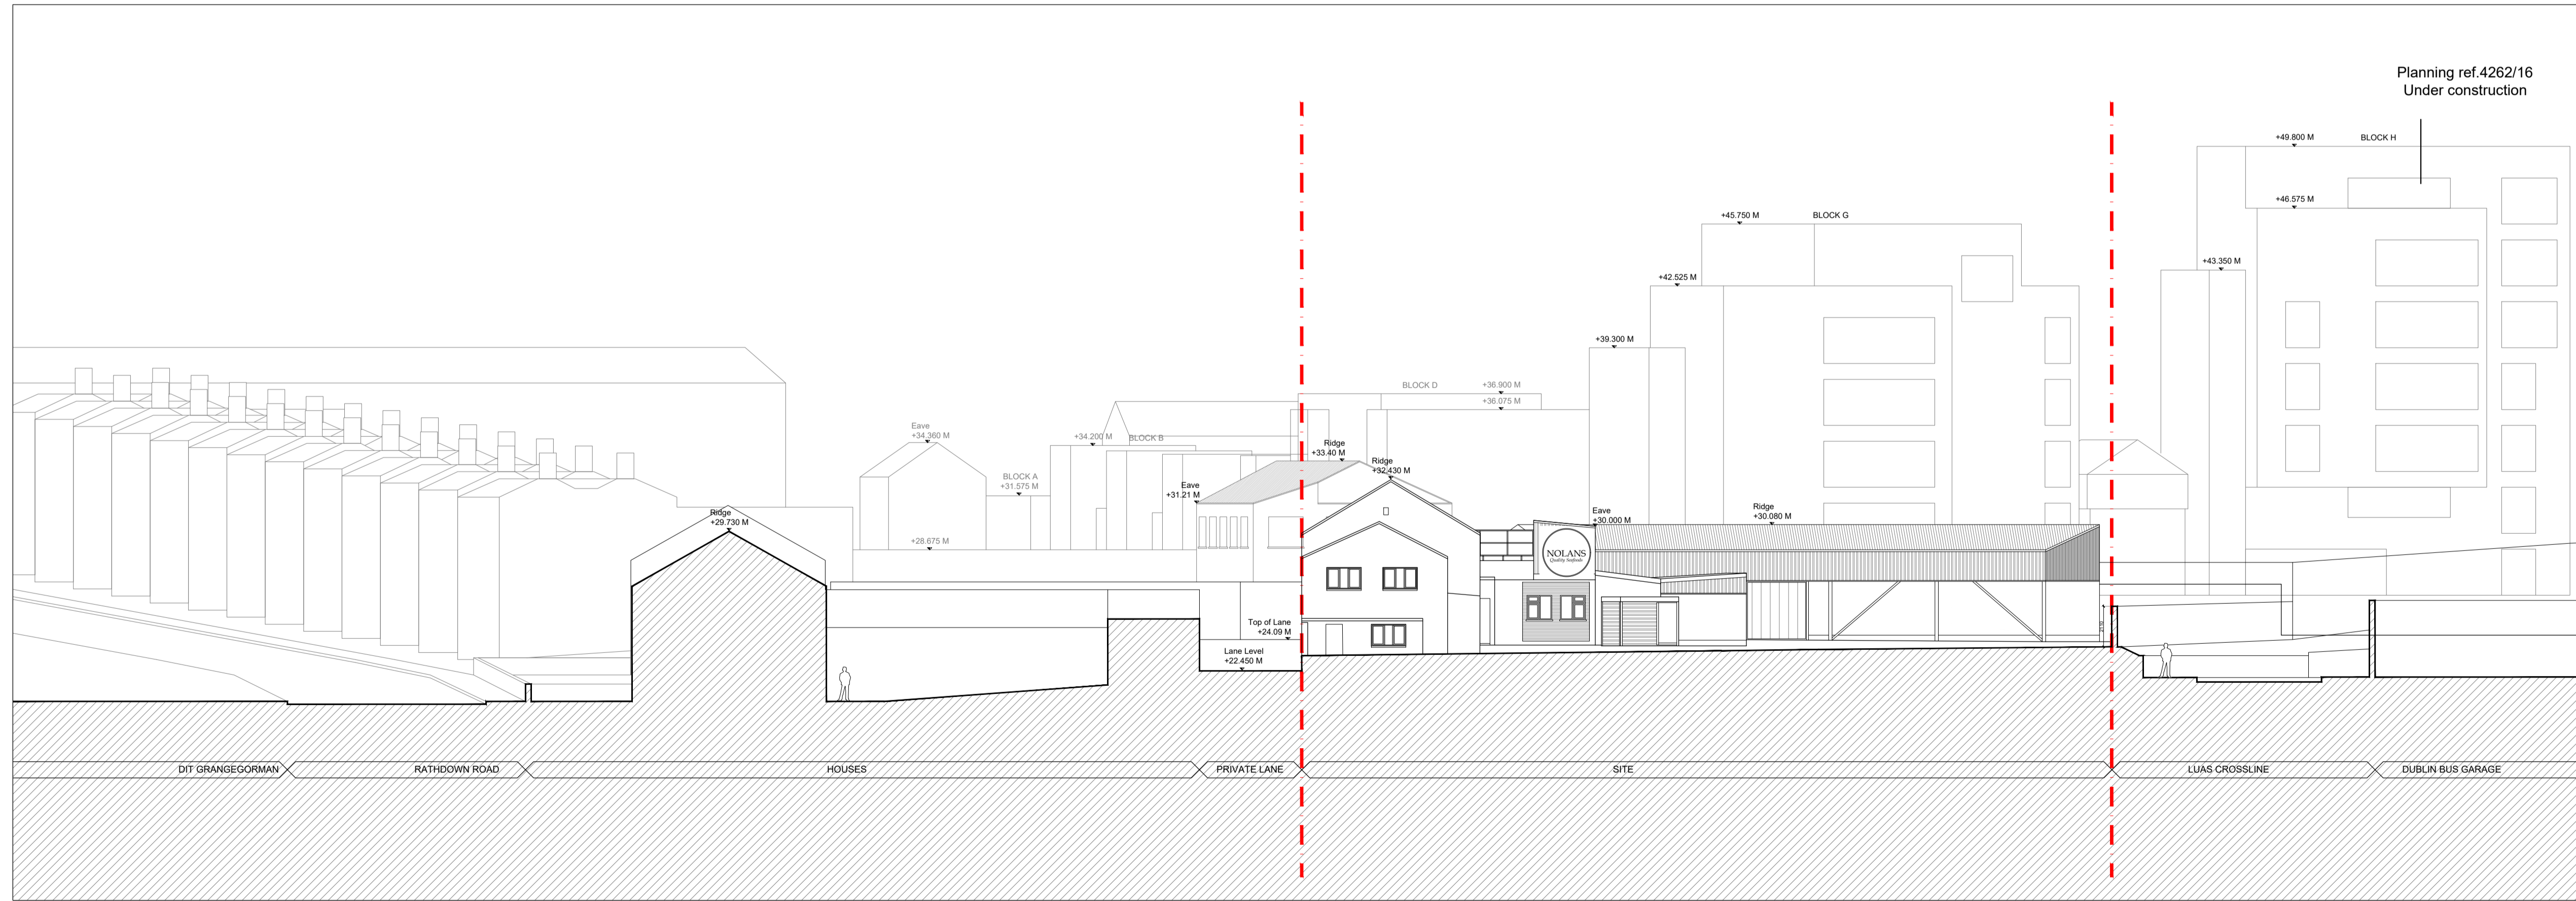 Planning ref.4262/16
Under construction
+49.800 M
BLOCK H
+46.575 M
+45.750 M
BLOCK G
+43.350 M
+42.525 M
+39.300 M
BLOCK D
+36.900 M
+36.075 M
Eave
+34.360 M
+34.200 M
BLOCK B
Ridge
+33.40 M
Ridge
+32.430 M
BLOCK A
+31.575 M
Eave
+31.21 M
Ridge
+29.730 M
Eave
+30.000 M
Ridge
+30.080 M
+28.675 M
NOLANS
Quality Seafoods
Top of Lane
+24.09 M
Lane Level
+22.450 M
DIT GRANGEGORMAN
RATHDOWN ROAD
HOUSES
PRIVATE LANE
SITE
LUAS CROSSLINE
DUBLIN BUS GARAGE